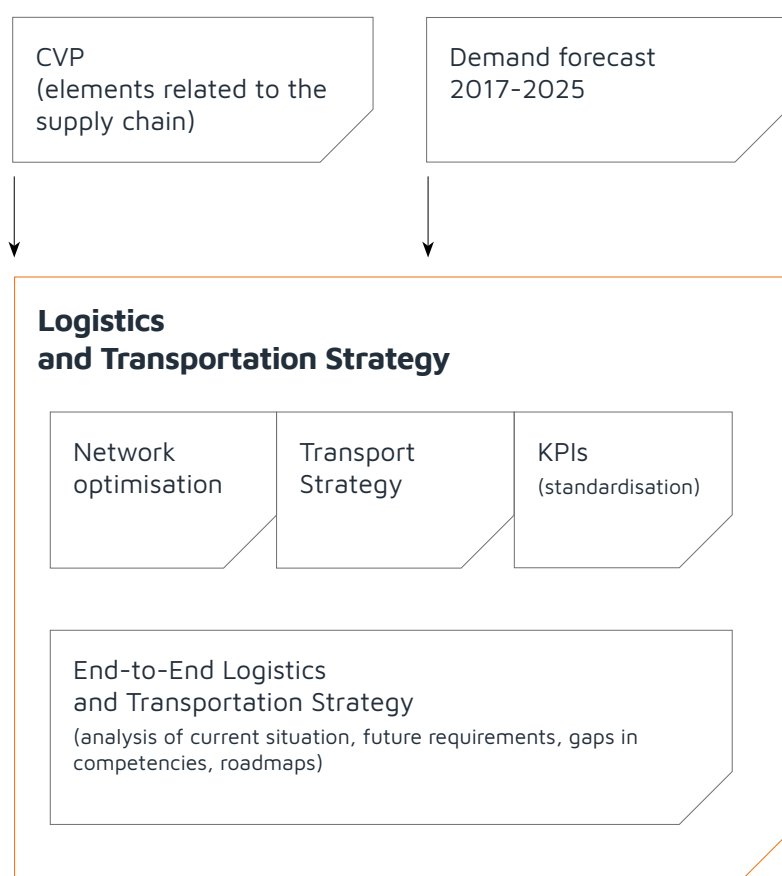 CVP
(elements related to the
supply chain)
Demand forecast
2017-2025
Logistics
and Transportation Strategy
Network
optimisation
Transport
Strategy
KPIs
(standardisation)
End-to-End Logistics
and Transportation Strategy
(analysis of current situation, future requirements, gaps in
competencies, roadmaps)